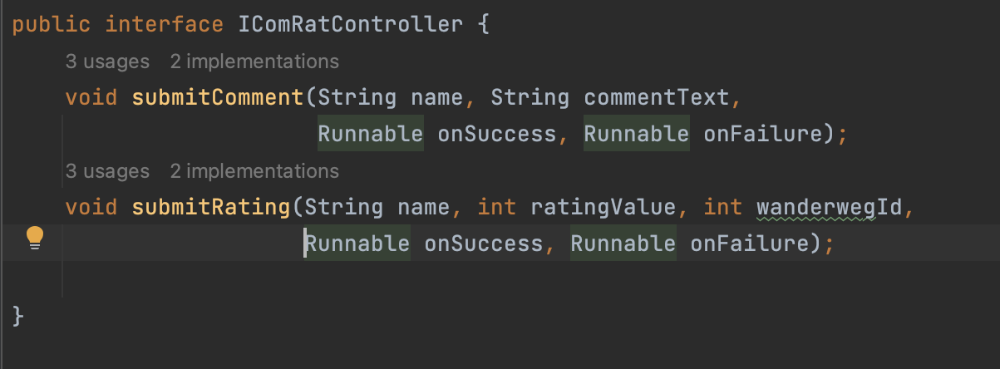 public interface IComRatController {
3 usages 2 implementations
void submitComment(String name, String commentText,
Runnable onSuccess, Runnable onFailure);
3 usages 2 implementations
void submitRating(String name, int ratingValue, int wanderwegId,
Runnable onSuccess, Runnable onFailure);
}